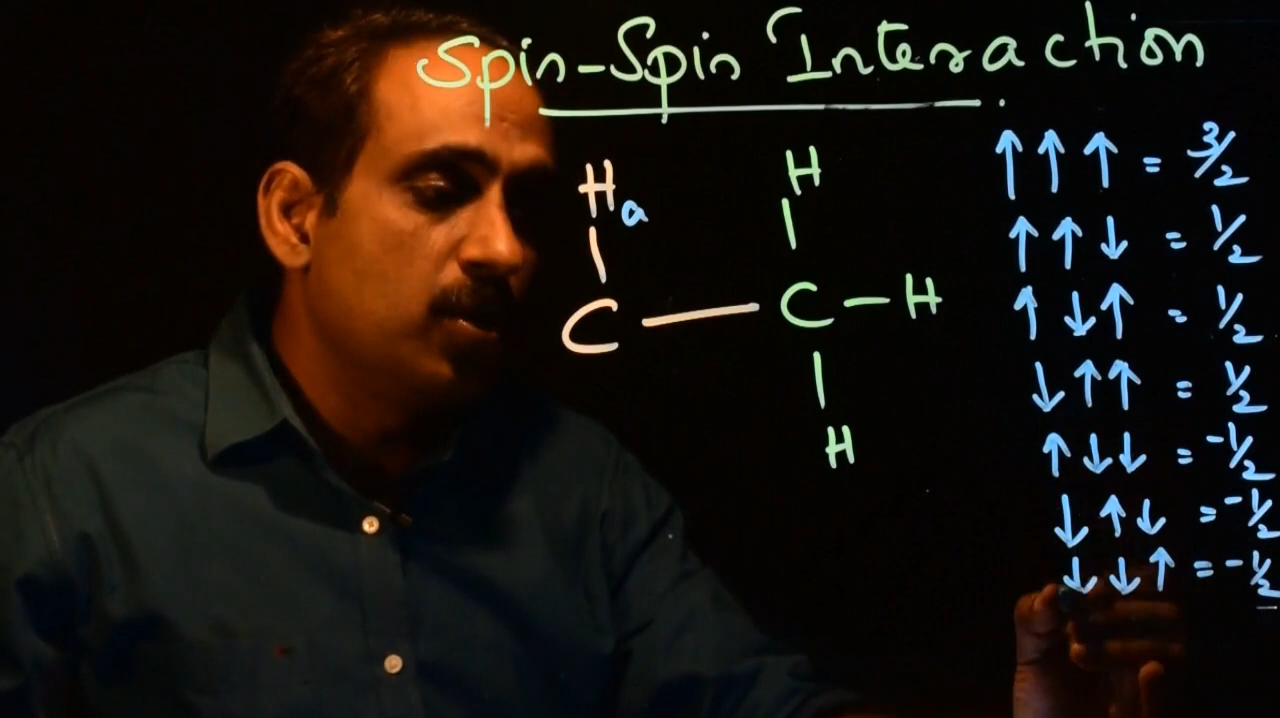 Spin-Spin Interaction
Ha
H
C — C — H
H
↑ ↑ ↑ = 3/2
↑ ↑ ↓ = 1/2
↑ ↓ ↑ = 1/2
↓ ↑ ↑ = 1/2
↑ ↓ ↓ = -1/2
↓ ↑ ↓ = -1/2
↓ ↓ ↑ = -1/2